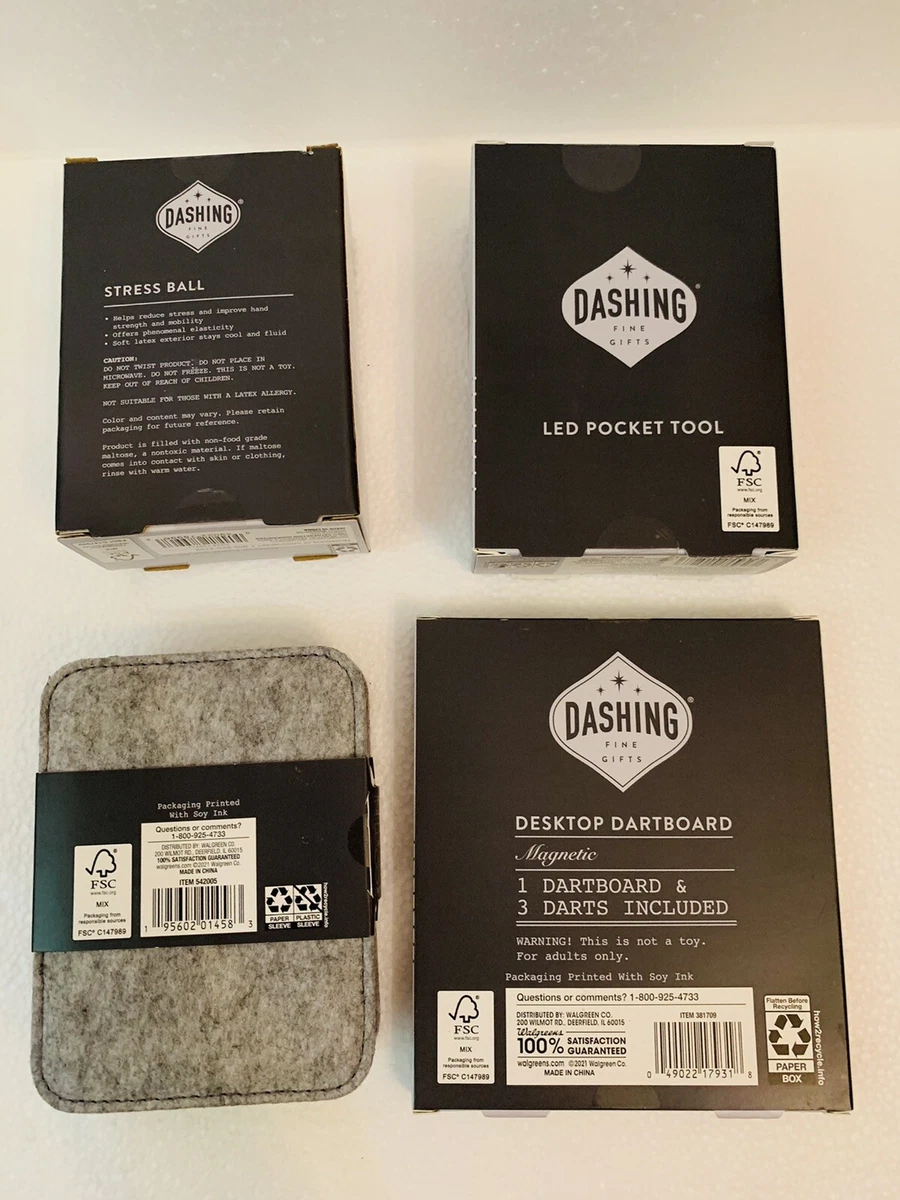 DASHING®
FINE
GIFTS
STRESS BALL
• Helps reduce stress and improve hand
strength and mobility
• Offers phenomenal elasticity
• Soft latex exterior stays cool and fluid
CAUTION:
DO NOT TWIST PRODUCT. DO NOT PLACE IN
MICROWAVE. DO NOT FREEZE. THIS IS NOT A TOY.
KEEP OUT OF REACH OF CHILDREN.
NOT SUITABLE FOR THOSE WITH A LATEX ALLERGY.
Color and content may vary. Please retain
packaging for future reference.
Product is filled with non-food grade
maltose, a nontoxic material. If maltose
comes into contact with skin or clothing,
rinse with warm water.
DASHING®
FINE
GIFTS
LED POCKET TOOL
FSC
www.fsc.org
MIX
Packaging from
responsible sources
FSC® C147989
Packaging Printed
With Soy Ink
Questions or comments?
1-800-925-4733
DISTRIBUTED BY: WALGREEN CO.
200 WILMOT RD., DEERFIELD, IL 60015
100% SATISFACTION GUARANTEED
walgreens.com ©2021 Walgreen Co.
MADE IN CHINA
ITEM 542005
1 95602 01458 3
FSC
www.fsc.org
MIX
Packaging from
responsible sources
FSC® C147989
PAPER
SLEEVE
PLASTIC
SLEEVE
how2recycle.info
DASHING®
FINE
GIFTS
DESKTOP DARTBOARD
Magnetic
1 DARTBOARD &
3 DARTS INCLUDED
WARNING! This is not a toy.
For adults only.
Packaging Printed With Soy Ink
FSC
www.fsc.org
MIX
Packaging from
responsible sources
FSC® C147989
Questions or comments? 1-800-925-4733
DISTRIBUTED BY: WALGREEN CO.
200 WILMOT RD., DEERFIELD, IL 60015
Walgreens
100% SATISFACTION
GUARANTEED
walgreens.com ©2021 Walgreen Co.
MADE IN CHINA
ITEM 381709
0 49022 17931 8
Flatten Before
Recycling
PAPER
BOX
how2recycle.info